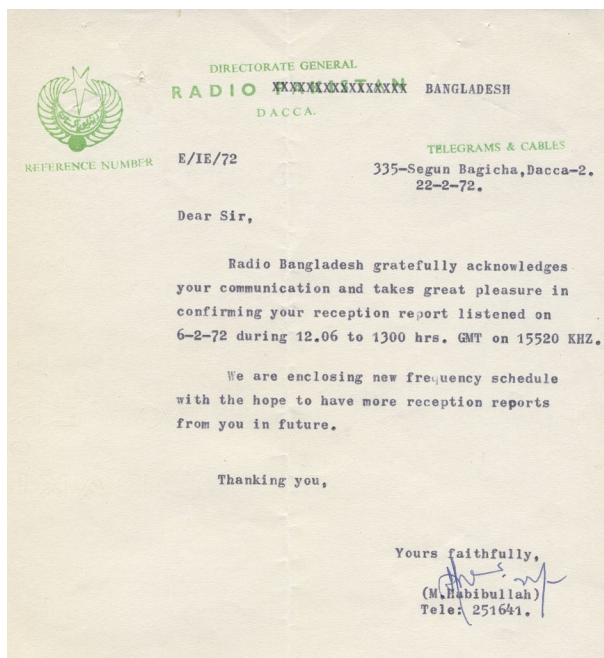 DIRECTORATE GENERAL
RADIO PAKISTAN BANGLADESH
DACCA.
REFERENCE NUMBER E/IE/72
TELEGRAMS & CABLES
335-Segun Bagicha, Dacca-2.
22-2-72.
Dear Sir,
Radio Bangladesh gratefully acknowledges
your communication and takes great pleasure in
confirming your reception report listened on
6-2-72 during 12.06 to 1300 hrs. GMT on 15520 KHZ.
We are enclosing new frequency schedule
with the hope to have more reception reports
from you in future.
Thanking you,
Yours faithfully,
(M.Habibullah)
Tele: 251641.